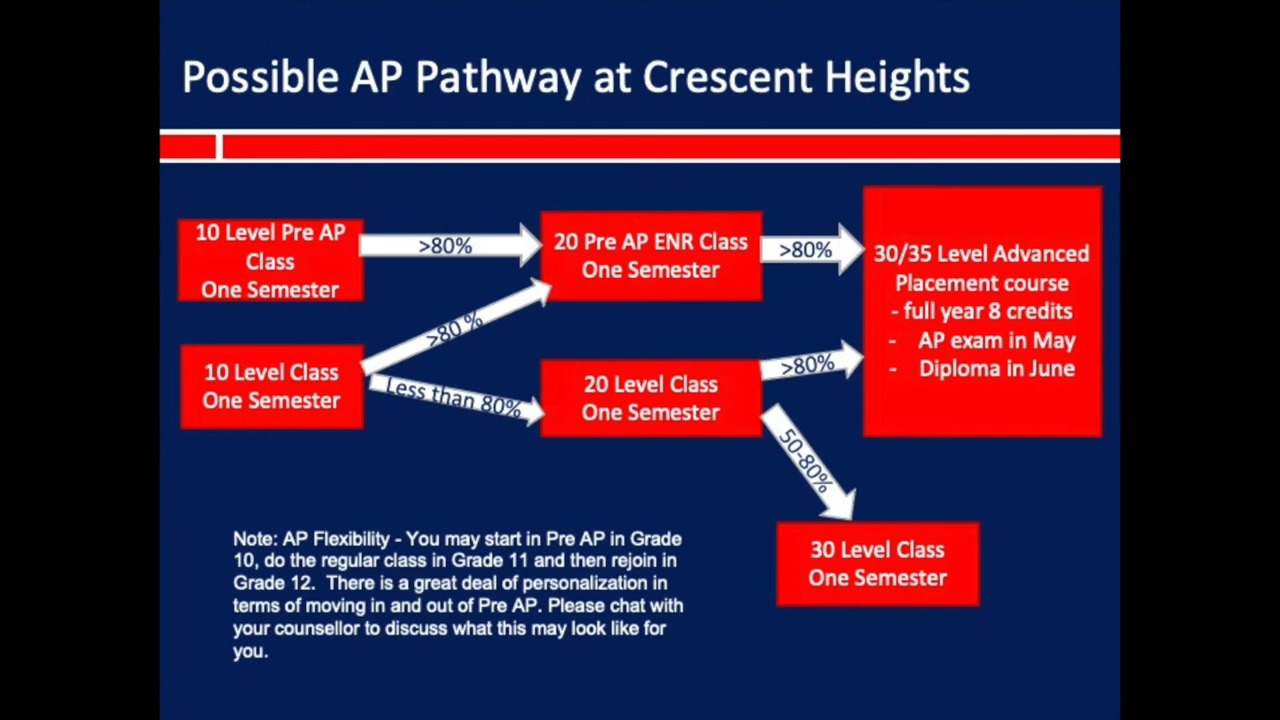 Possible AP Pathway at Crescent Heights
10 Level Pre AP
Class
One Semester
>80%
20 Pre AP ENR Class
One Semester
>80%
30/35 Level Advanced
Placement course
- full year 8 credits
- AP exam in May
- Diploma in June
>80 %
10 Level Class
One Semester
Less than 80%
20 Level Class
One Semester
>80%
50-80%
30 Level Class
One Semester
Note: AP Flexibility - You may start in Pre AP in Grade
10, do the regular class in Grade 11 and then rejoin in
Grade 12.  There is a great deal of personalization in
terms of moving in and out of Pre AP. Please chat with
your counsellor to discuss what this may look like for
you.